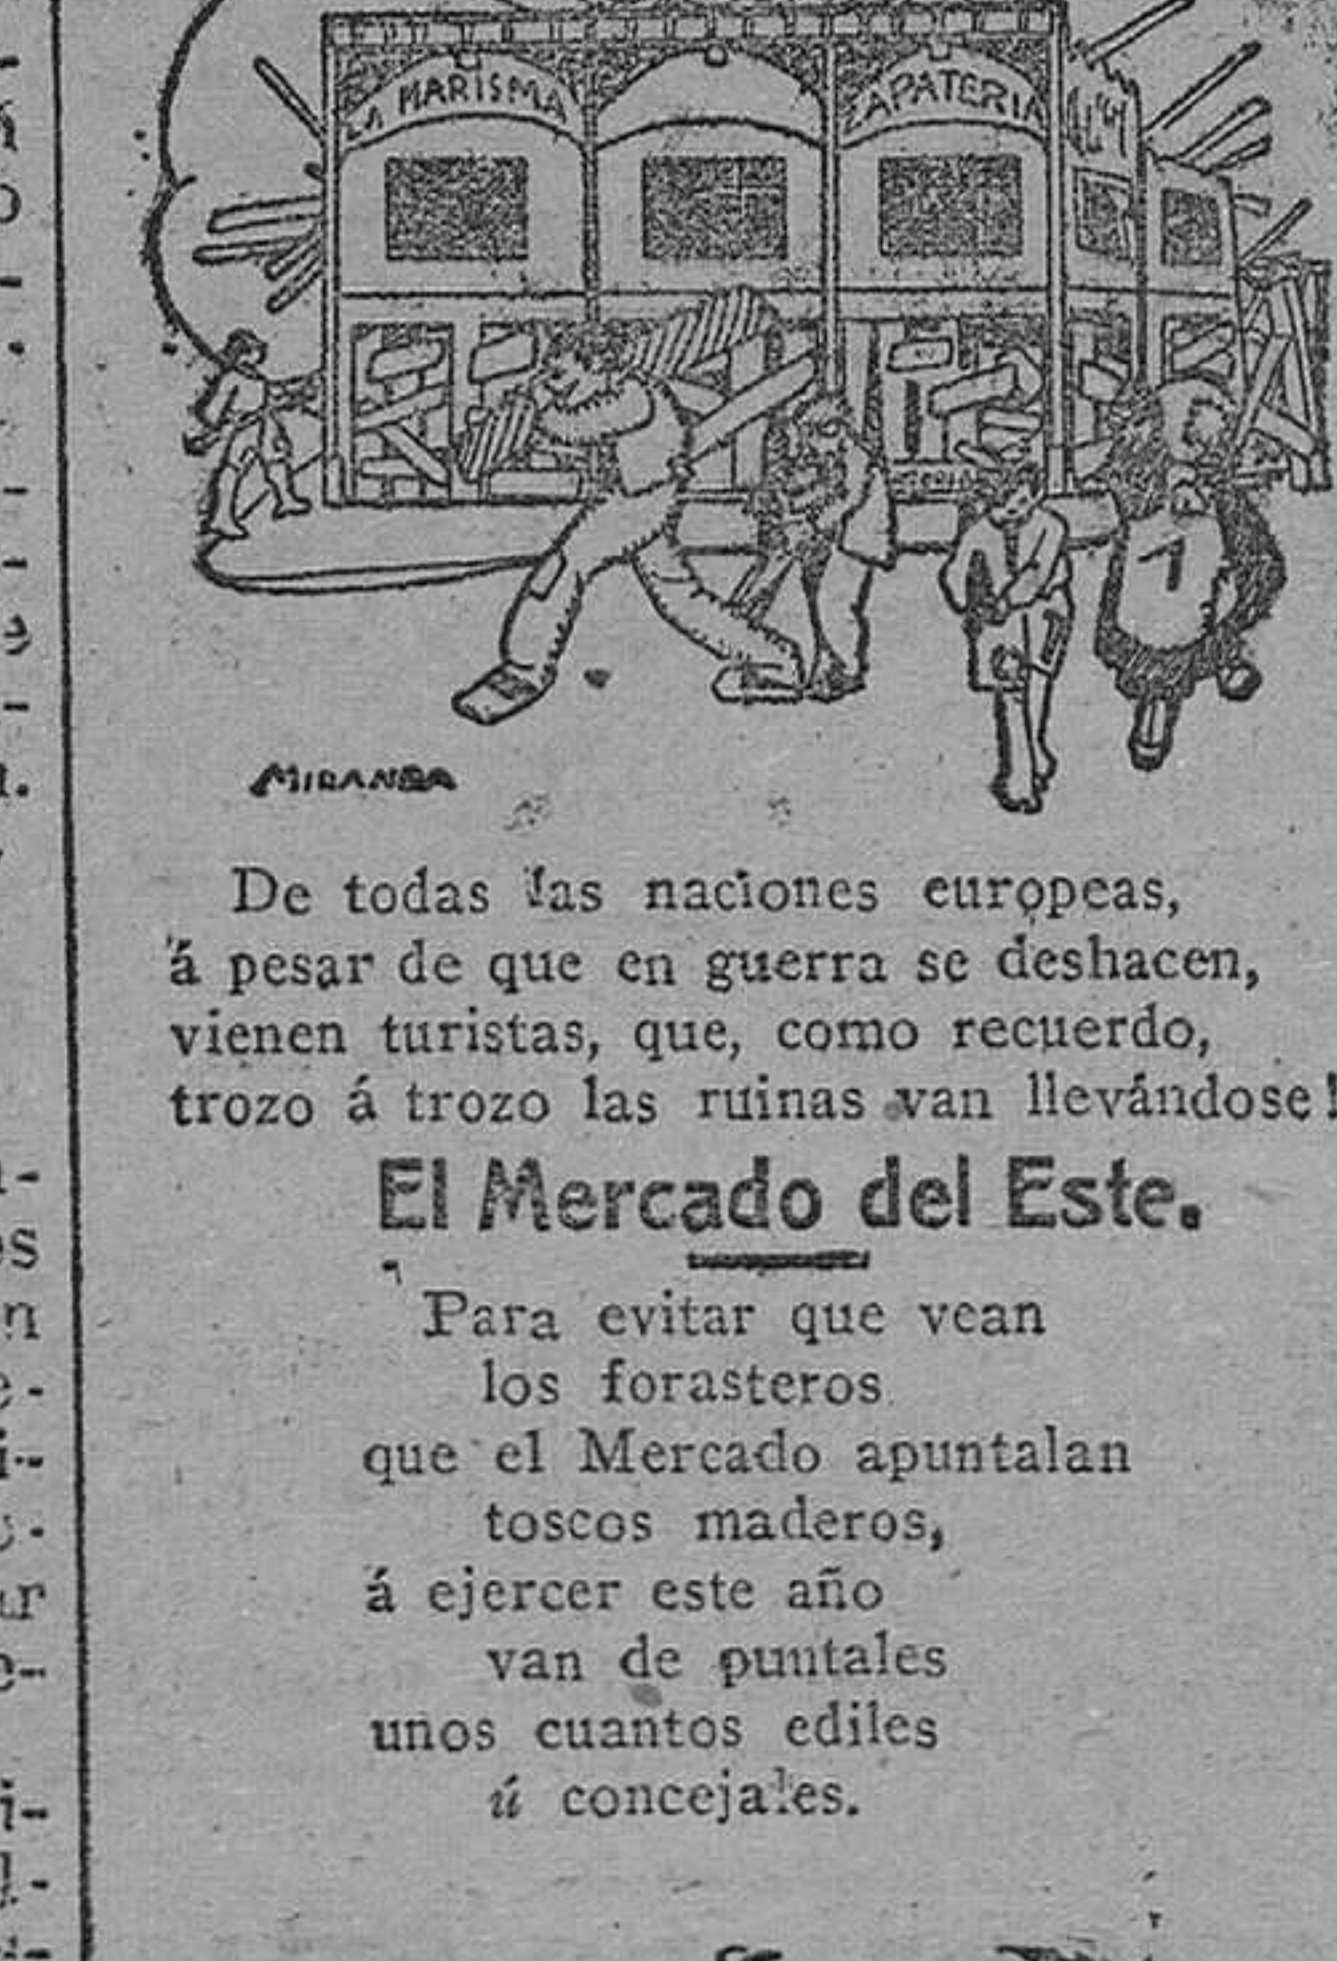 LA MARISMA
ZAPATERIA
1
MIRANDA
De todas las naciones europeas,
á pesar de que en guerra se deshacen,
vienen turistas, que, como recuerdo,
trozo á trozo las ruinas van llevándose!
El Mercado del Este.
Para evitar que vean
los forasteros
que el Mercado apuntalan
toscos maderos,
á ejercer este año
van de puntales
unos cuantos ediles
ú concejales.